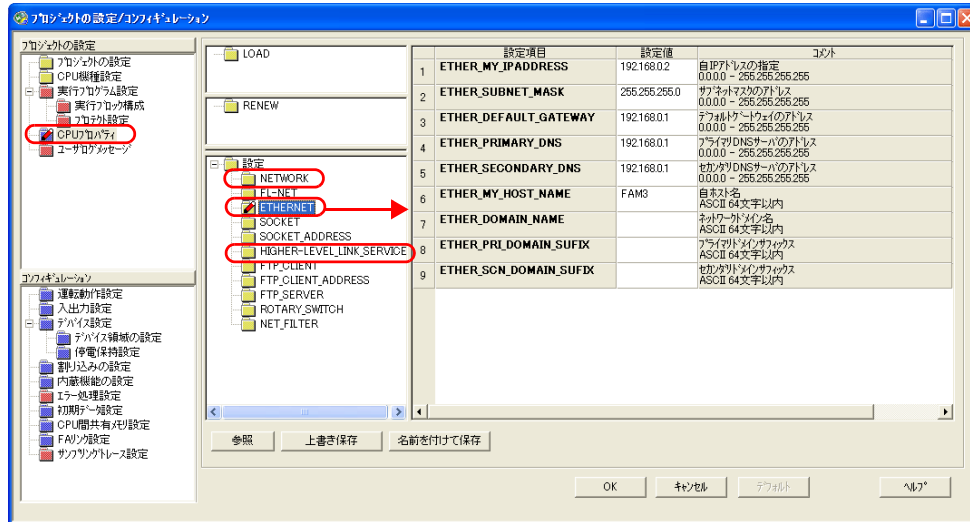 プロジェクトの設定/コンフィギュレーション
プロジェクトの設定
プロジェクトの設定
CPU機種設定
実行プログラム設定
実行ブロック構成
プロテクト設定
CPUプロパティ
ユーザログメッセージ
コンフィギュレーション
運転動作設定
入出力設定
デバイス設定
デバイス領域の設定
停電保持設定
割り込みの設定
内蔵機能の設定
エラー処理設定
初期データ設定
CPU間共有メモリ設定
FAリンク設定
サンプリングトレース設定
LOAD
RENEW
設定
NETWORK
FL-NET
ETHERNET
SOCKET
SOCKET_ADDRESS
HIGHER-LEVEL_LINK_SERVICE
FTP_CLIENT
FTP_CLIENT_ADDRESS
FTP_SERVER
ROTARY_SWITCH
NET_FILTER
設定項目 設定値 コメント
1 ETHER_MY_IPADDRESS 192.168.0.2 自IPアドレスの指定
0.0.0.0 - 255.255.255.255
2 ETHER_SUBNET_MASK 255.255.255.0 サブネットマスクのアドレス
0.0.0.0 - 255.255.255.255
3 ETHER_DEFAULT_GATEWAY 192.168.0.1 デフォルトゲートウェイのアドレス
0.0.0.0 - 255.255.255.255
4 ETHER_PRIMARY_DNS 192.168.0.1 プライマリDNSサーバのアドレス
0.0.0.0 - 255.255.255.255
5 ETHER_SECONDARY_DNS 192.168.0.1 セカンダリDNSサーバのアドレス
0.0.0.0 - 255.255.255.255
6 ETHER_MY_HOST_NAME FAM3 自ホスト名
ASCII 64文字以内
7 ETHER_DOMAIN_NAME ネットワークドメイン名
ASCII 64文字以内
8 ETHER_PRI_DOMAIN_SUFIX プライマリドメインサフィックス
ASCII 64文字以内
9 ETHER_SCN_DOMAIN_SUFIX セカンダリドメインサフィックス
ASCII 64文字以内
参照 上書き保存 名前を付けて保存
OK キャンセル デフォルト ヘルプ